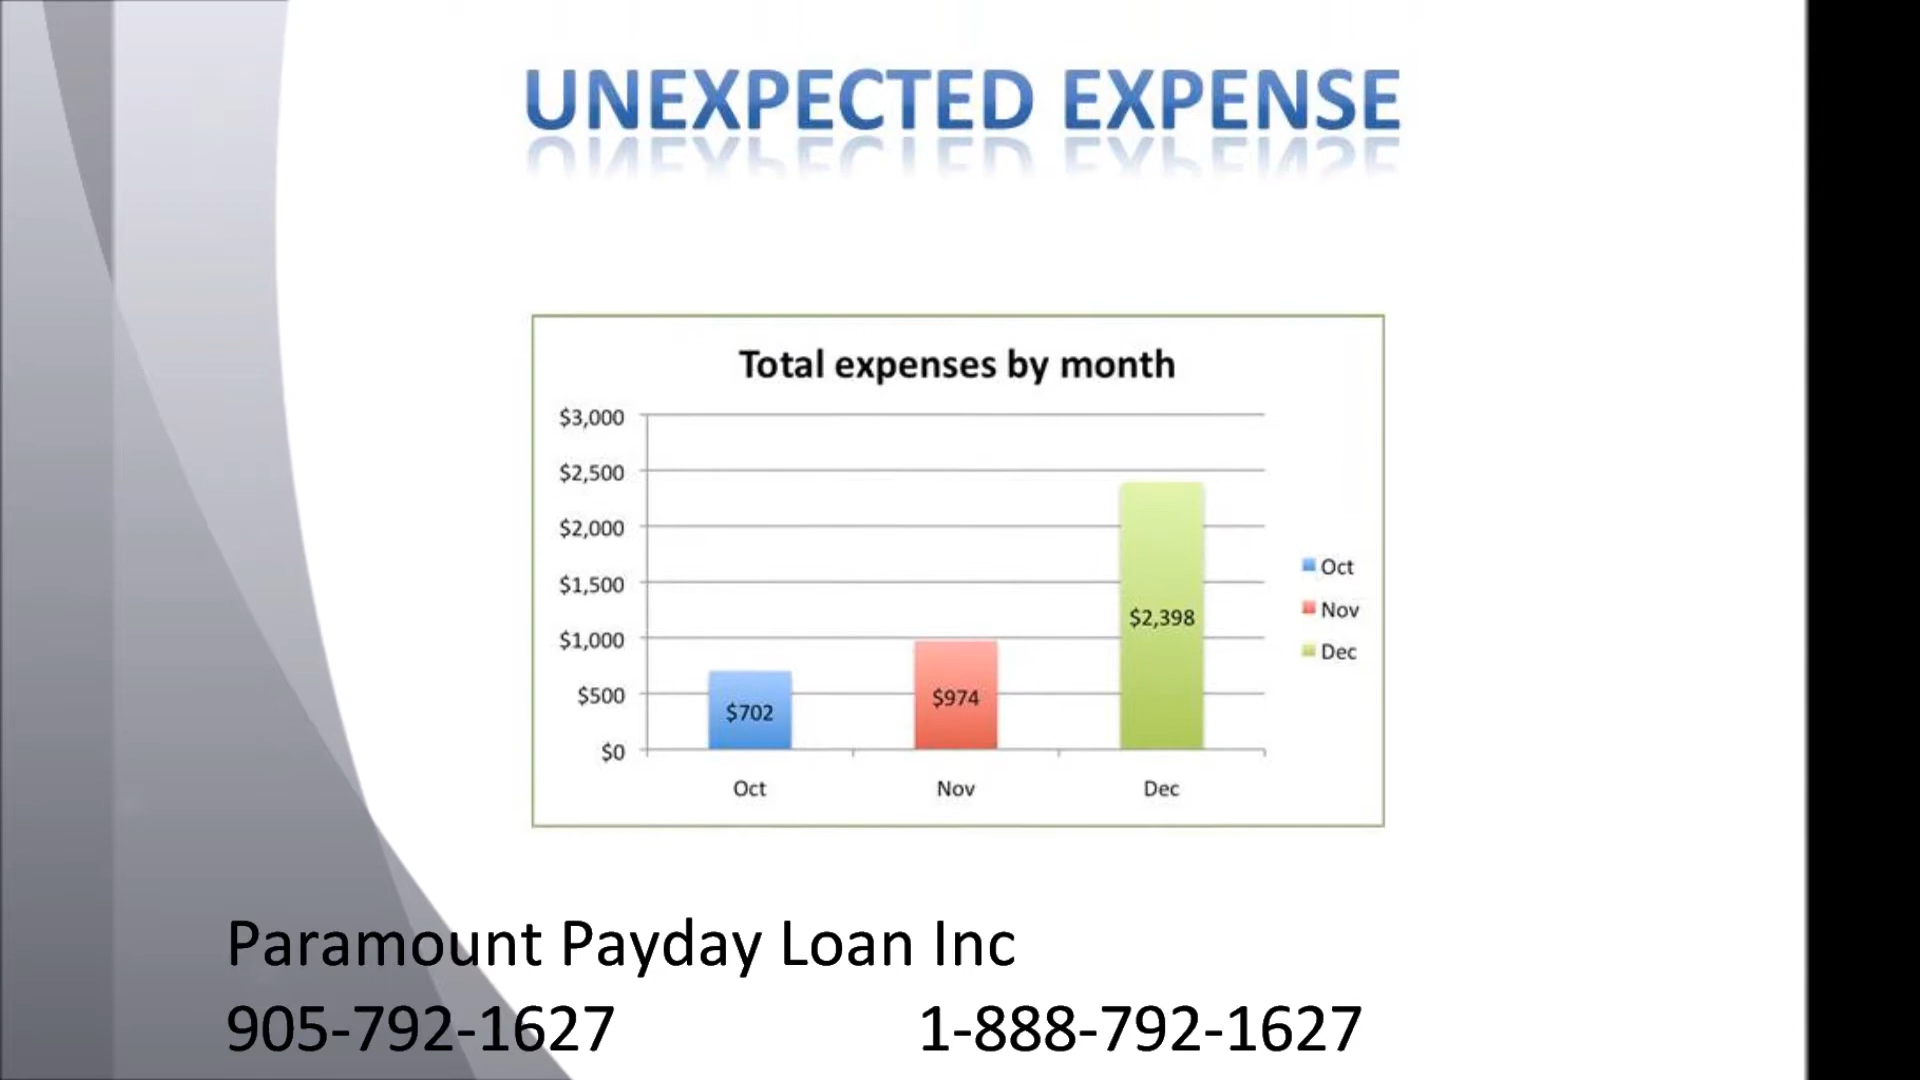 UNEXPECTED EXPENSE
Total expenses by month
$3,000
$2,500
$2,000
$1,500
$1,000
$500
$0
$702
$974
$2,398
Oct
Nov
Dec
Oct
Nov
Dec
Paramount Payday Loan Inc
905-792-1627 1-888-792-1627